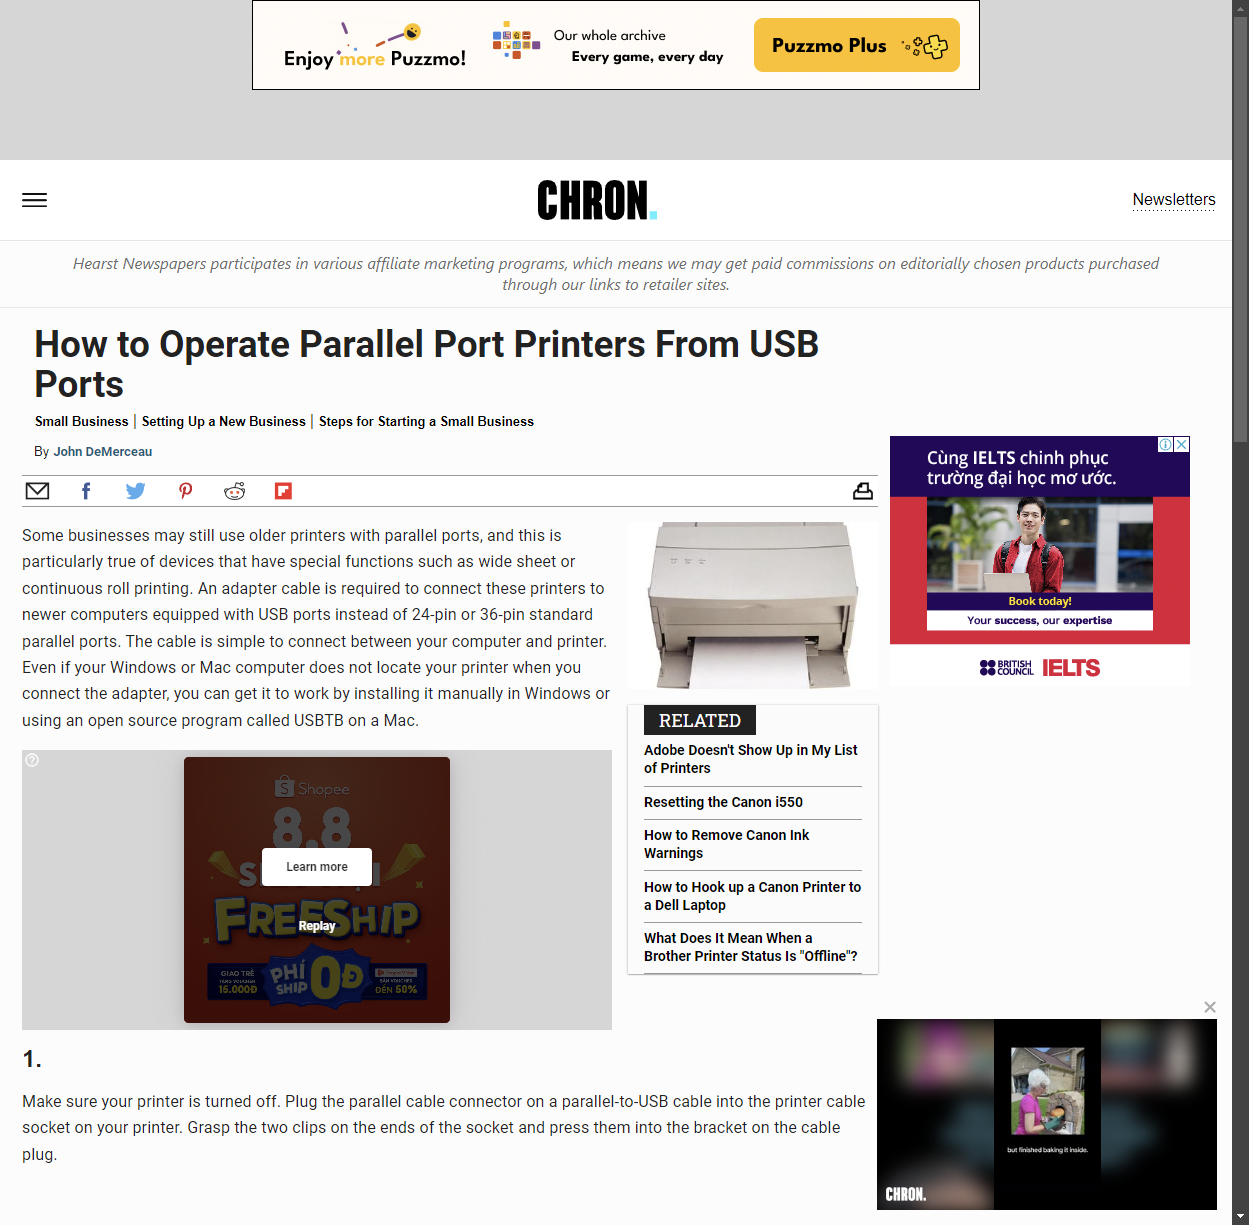 Enjoy more Puzzmo!
Our whole archive
Every game, every day
Puzzmo Plus
CHRON.
Newsletters
Hearst Newspapers participates in various affiliate marketing programs, which means we may get paid commissions on editorially chosen products purchased
through our links to retailer sites.
How to Operate Parallel Port Printers From USB
Ports
Small Business | Setting Up a New Business | Steps for Starting a Small Business
By John DeMerceau
Some businesses may still use older printers with parallel ports, and this is
particularly true of devices that have special functions such as wide sheet or
continuous roll printing. An adapter cable is required to connect these printers to
newer computers equipped with USB ports instead of 24-pin or 36-pin standard
parallel ports. The cable is simple to connect between your computer and printer.
Even if your Windows or Mac computer does not locate your printer when you
connect the adapter, you can get it to work by installing it manually in Windows or
using an open source program called USBTB on a Mac.
Cùng IELTS chinh phục
trường đại học mơ ước.
Book today!
Your success, our expertise
BRITISH
COUNCIL
IELTS
RELATED
Adobe Doesn't Show Up in My List
of Printers
Resetting the Canon i550
How to Remove Canon Ink
Warnings
How to Hook up a Canon Printer to
a Dell Laptop
What Does It Mean When a
Brother Printer Status Is "Offline"?
Shopee
8.8
Learn more
FREESHIP
Replay
GIAO TRỄ
TẶNG VOUCHER
15.000Đ
PHÍ
SHIP 0Đ
SĂN VOUCHER
ĐẾN 50%
1.
Make sure your printer is turned off. Plug the parallel cable connector on a parallel-to-USB cable into the printer cable
socket on your printer. Grasp the two clips on the ends of the socket and press them into the bracket on the cable
plug.
but finished baking it inside.
CHRON.